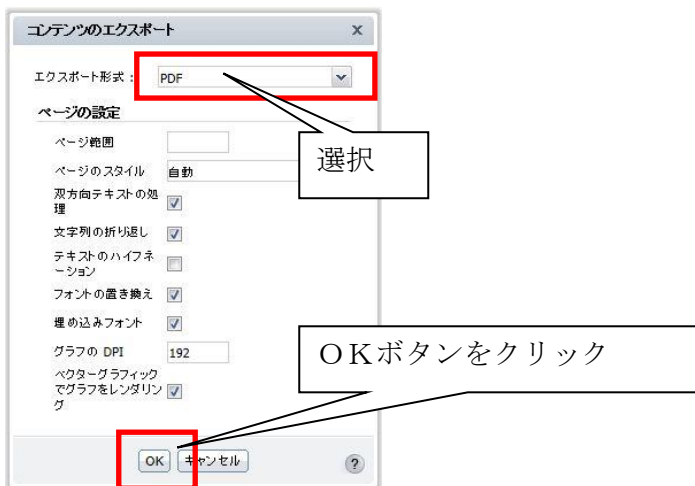 コンテンツのエクスポート x
エクスポート形式： PDF
ページの設定
選択
ページ範囲
ページのスタイル 自動
双方向テキストの処
理
文字列の折り返し
テキストのハイフネ
ーション
フォントの置き換え
埋め込みフォント
グラフの DPI 192
ＯＫボタンをクリック
ベクターグラフィック
でグラフをレンダリン
グ
OK キャンセル ?